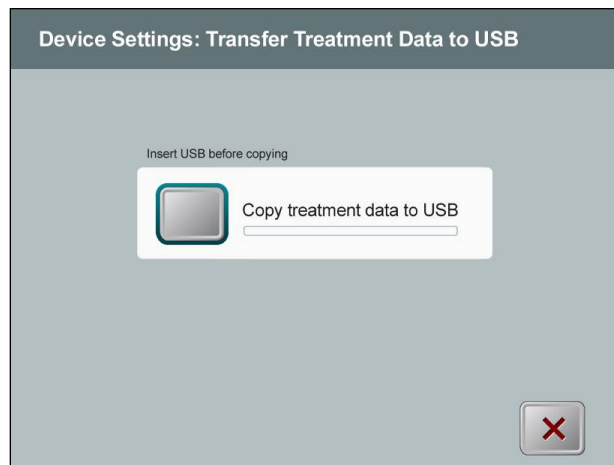 Device Settings: Transfer Treatment Data to USB
Insert USB before copying
Copy treatment data to USB